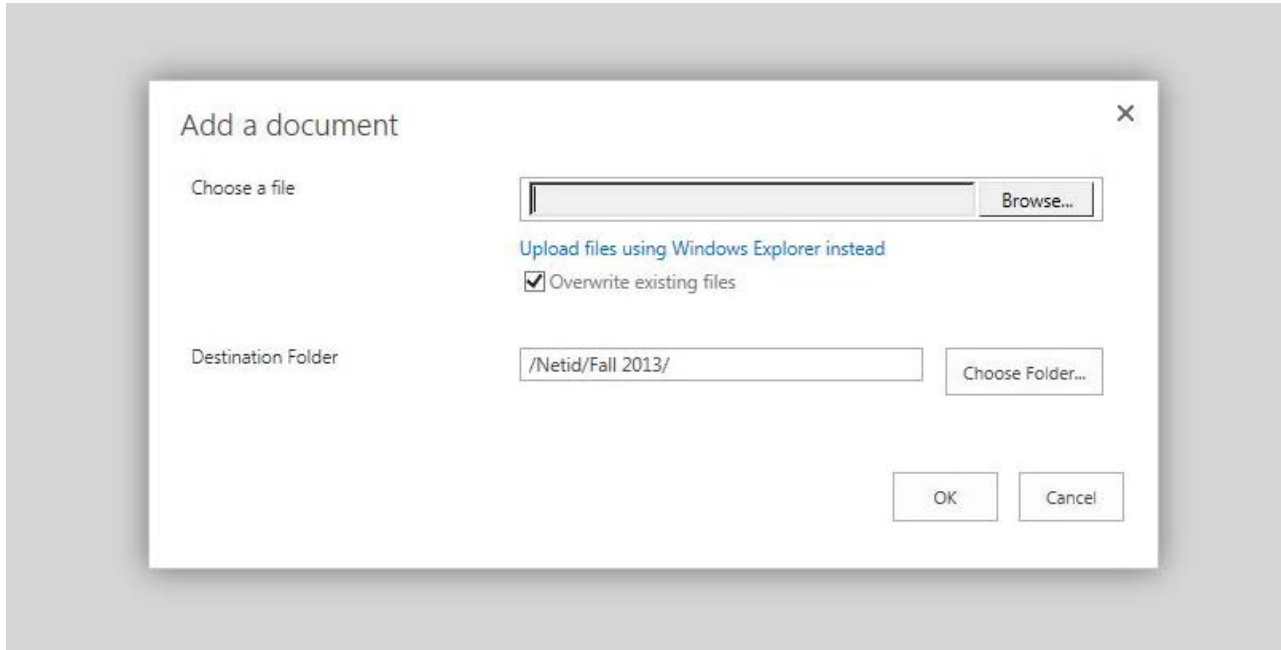 Add a document
Choose a file
Browse...
Upload files using Windows Explorer instead
Overwrite existing files
Destination Folder
/Netid/Fall 2013/
Choose Folder...
OK
Cancel